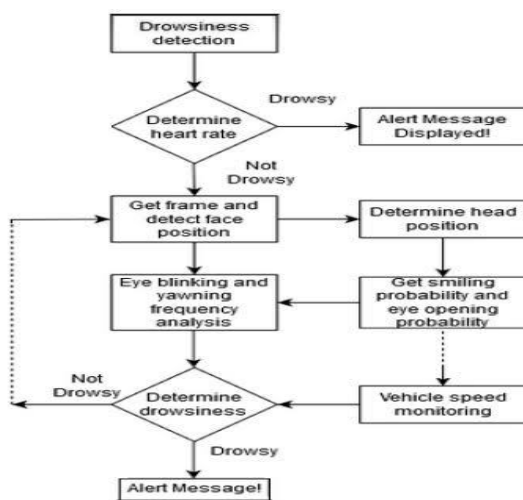 Drowsiness
detection
Drowsy
Determine
heart rate
Alert Message
Displayed!
Not
Drowsy
Get frame and
detect face
position
Determine head
position
Eye blinking and
yawning
frequency
analysis
Get smiling
probability and
eye opening
probability
Not
Drowsy
Determine
drowsiness
Vehicle speed
monitoring
Drowsy
Alert Message!